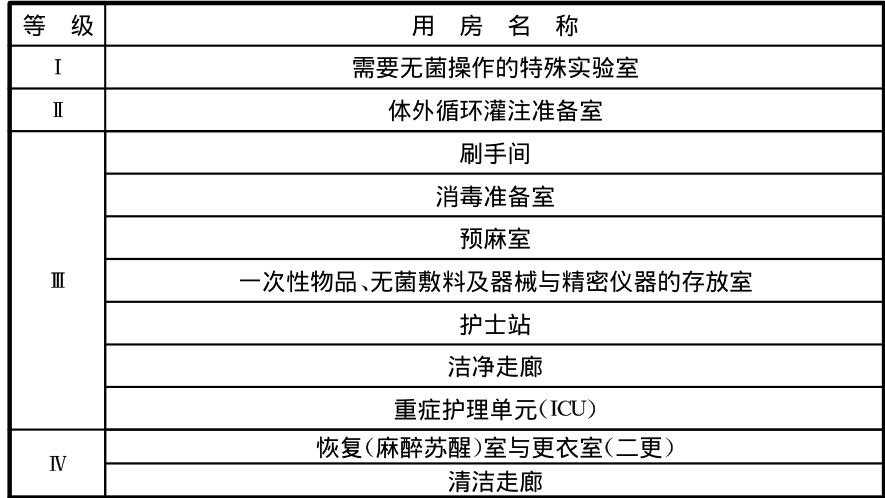 等 级 用 房 名 称
Ⅰ 需要无菌操作的特殊实验室
Ⅱ 体外循环灌注准备室
Ⅲ 刷手间
消毒准备室
预麻室
一次性物品、无菌敷料及器械与精密仪器的存放室
护士站
洁净走廊
重症护理单元(ICU)
Ⅳ 恢复(麻醉苏醒)室与更衣室(二更)
清洁走廊